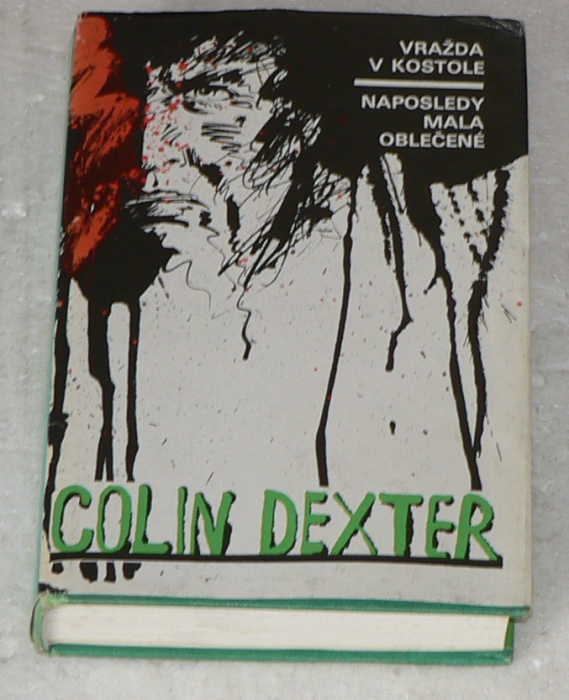 VRAŽDA
V KOSTOLE
NAPOSLEDY
MALA
OBLEČENÉ
COLIN DEXTER